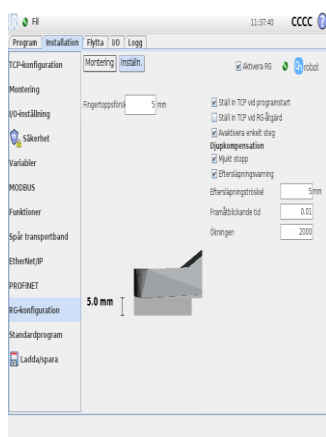 Fil
11:37:40
CCCC
Program Installation Flytta I/O Logg
TCP-konfiguration
Montering
I/O-inställning
Säkerhet
Variabler
MODBUS
Funktioner
Spår transportband
EtherNet/IP
PROFINET
RG-konfiguration
Standardprogram
Ladda/spara
Montering Inställn.
Aktivera RG
robot
5 mm
Ställ in TCP vid programstart
Ställ in TCP vid RG-åtgärd
Avaktivera enkelt steg
Djupkompensation
Mjukt stopp
Eftersläpningsvarning
Eftersläpningströskel 5 mm
Framåtblickande tid 0.01
Ökningen 2000
5.0 mm